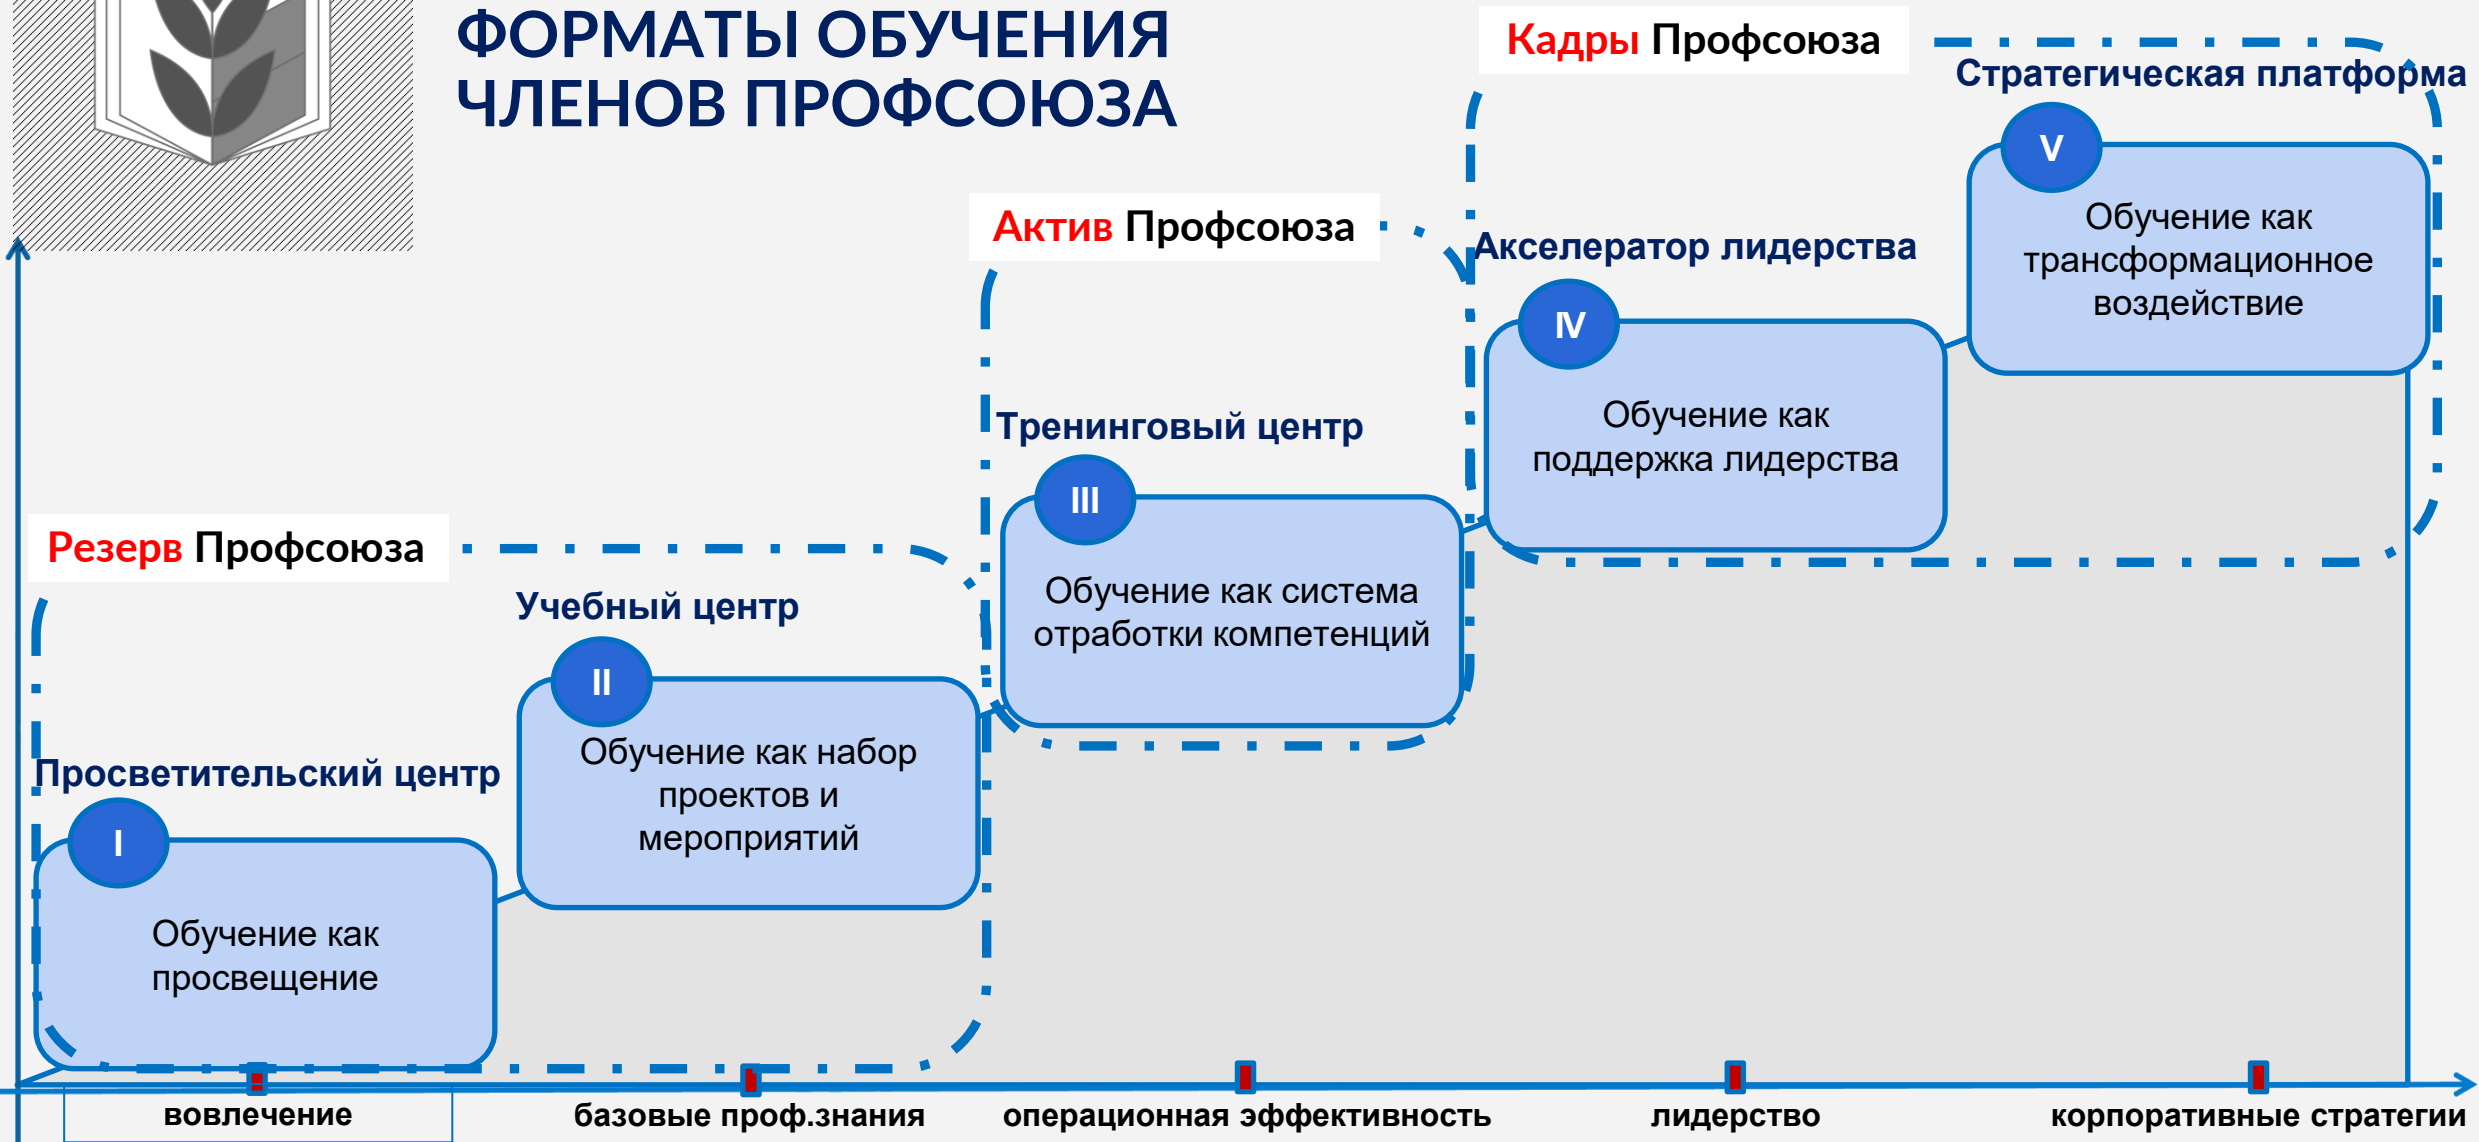 ФОРМАТЫ ОБУЧЕНИЯ
ЧЛЕНОВ ПРОФСОЮЗА
Кадры Профсоюза
Стратегическая платформа
V
Обучение как
трансформационное
воздействие
Актив Профсоюза
Акселератор лидерства
IV
Обучение как
поддержка лидерства
Тренинговый центр
III
Обучение как система
отработки компетенций
Резерв Профсоюза
Учебный центр
II
Обучение как набор
проектов и
мероприятий
Просветительский центр
I
Обучение как
просвещение
вовлечение
базовые проф.знания
операционная эффективность
лидерство
корпоративные стратегии